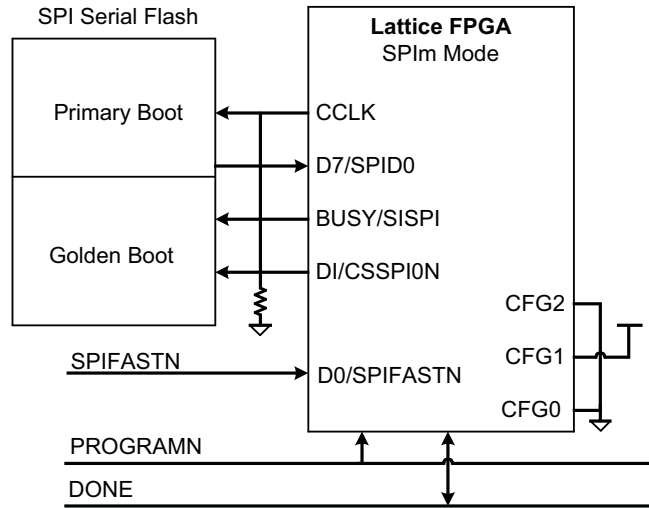 SPI Serial Flash
Primary Boot
Golden Boot
Lattice FPGA
SPIm Mode
CCLK
D7/SPID0
BUSY/SISPI
DI/CSSPI0N
CFG2
CFG1
CFG0
SPIFASTN
D0/SPIFASTN
PROGRAMN
DONE